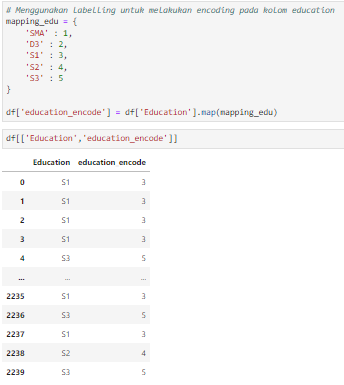 # Menggunakan Labelling untuk melakukan encoding pada kolom education
mapping_edu = {
'SMA' : 1,
'D3' : 2,
'S1' : 3,
'S2' : 4,
'S3' : 5
}
df['education_encode'] = df['Education'].map(mapping_edu)
df[['Education','education_encode']]
Education education_encode
0 S1 3
1 S1 3
2 S1 3
3 S1 3
4 S3 5
... ... ...
2235 S1 3
2236 S3 5
2237 S1 3
2238 S2 4
2239 S3 5